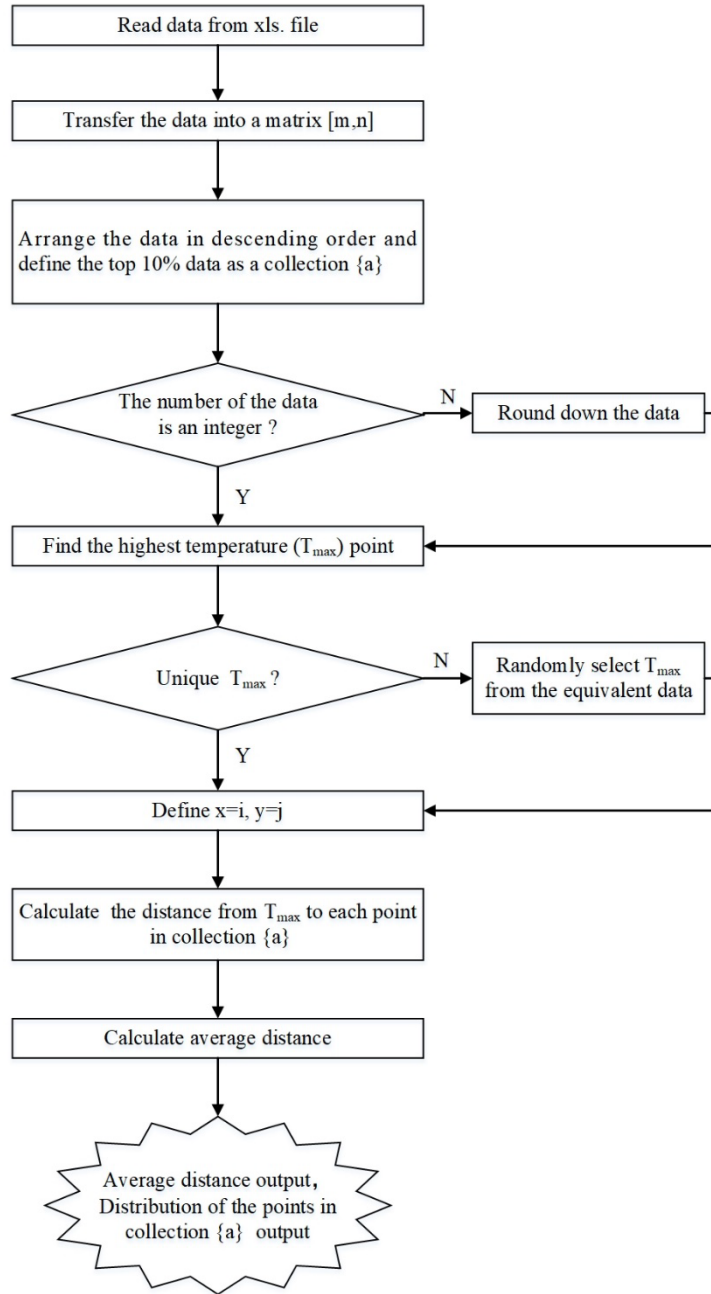 Read data from xls. file
Transfer the data into a matrix [m,n]
Arrange the data in descending order and
define the top 10% data as a collection {a}
The number of the data
is an integer ?
N
Round down the data
Y
Find the highest temperature (Tmax) point
Unique Tmax ?
N
Randomly select Tmax
from the equivalent data
Y
Define x=i, y=j
Calculate the distance from Tmax to each point
in collection {a}
Calculate average distance
Average distance output,
Distribution of the points in
collection {a} output